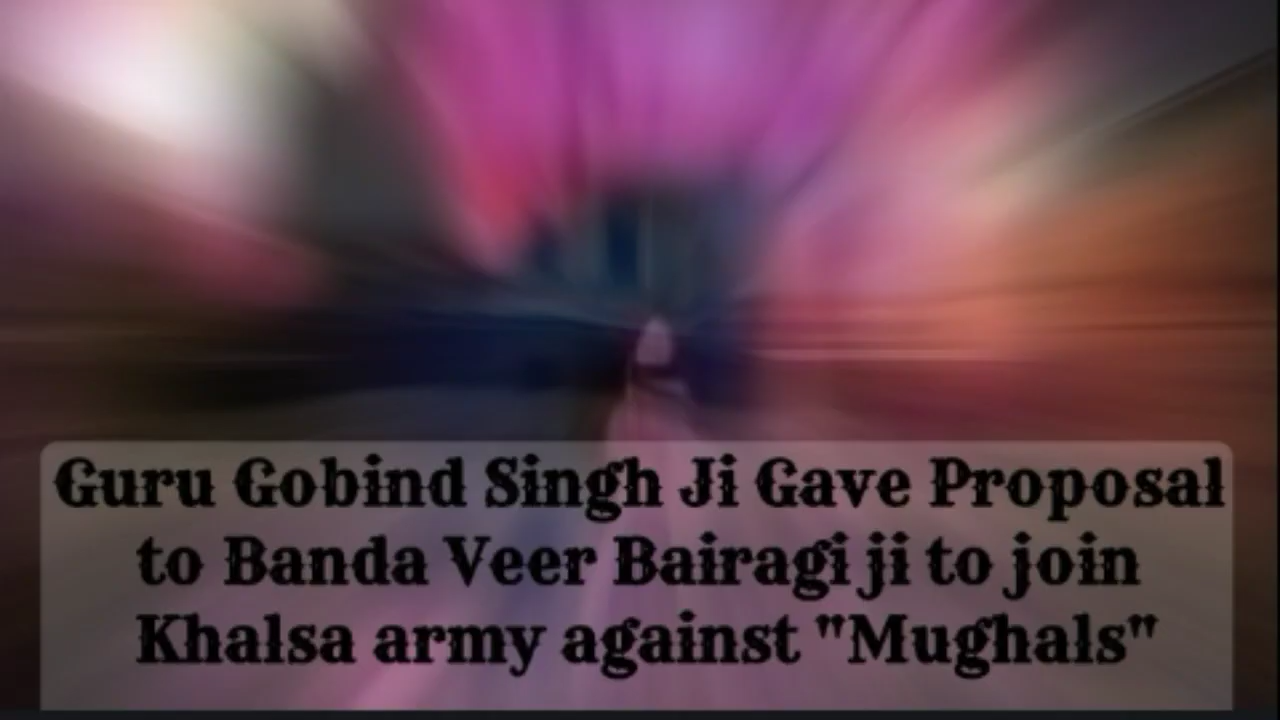 Guru Gobind Singh Ji Gave Proposal
to Banda Veer Bairagi ji to join
Khalsa army against "Mughals"